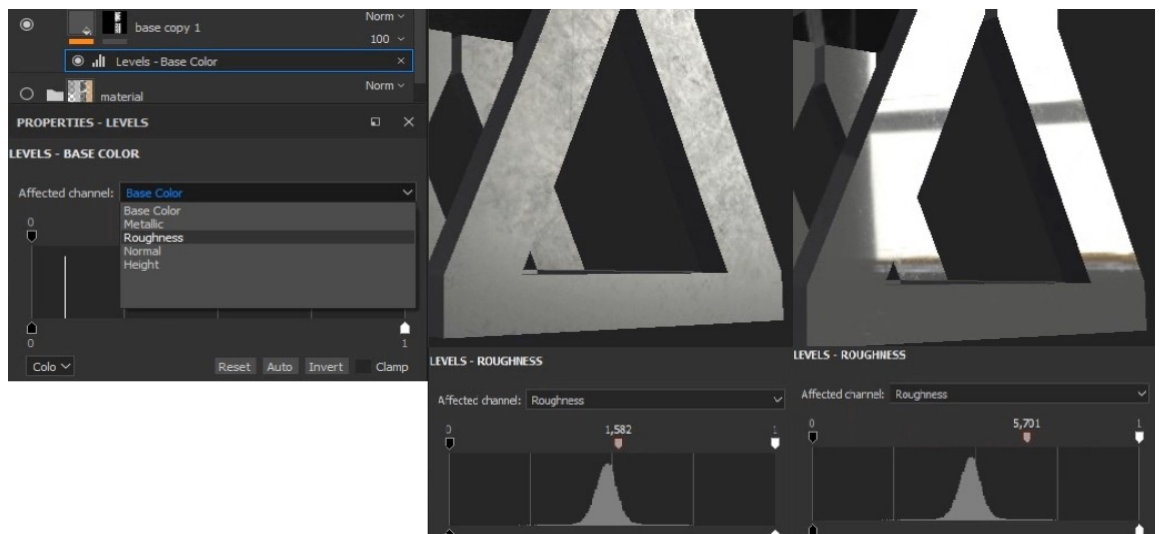 Norm
base copy 1
100
Levels - Base Color
Norm
material
PROPERTIES - LEVELS
LEVELS - BASE COLOR
Affected channel: Base Color
Base Color
Metallic
Roughness
Normal
Height
0
0 1
Colo Reset Auto Invert Clamp
LEVELS - ROUGHNESS
Affected channel: Roughness
0 1,582 1
LEVELS - ROUGHNESS
Affected channel: Roughness
0 5,701 1